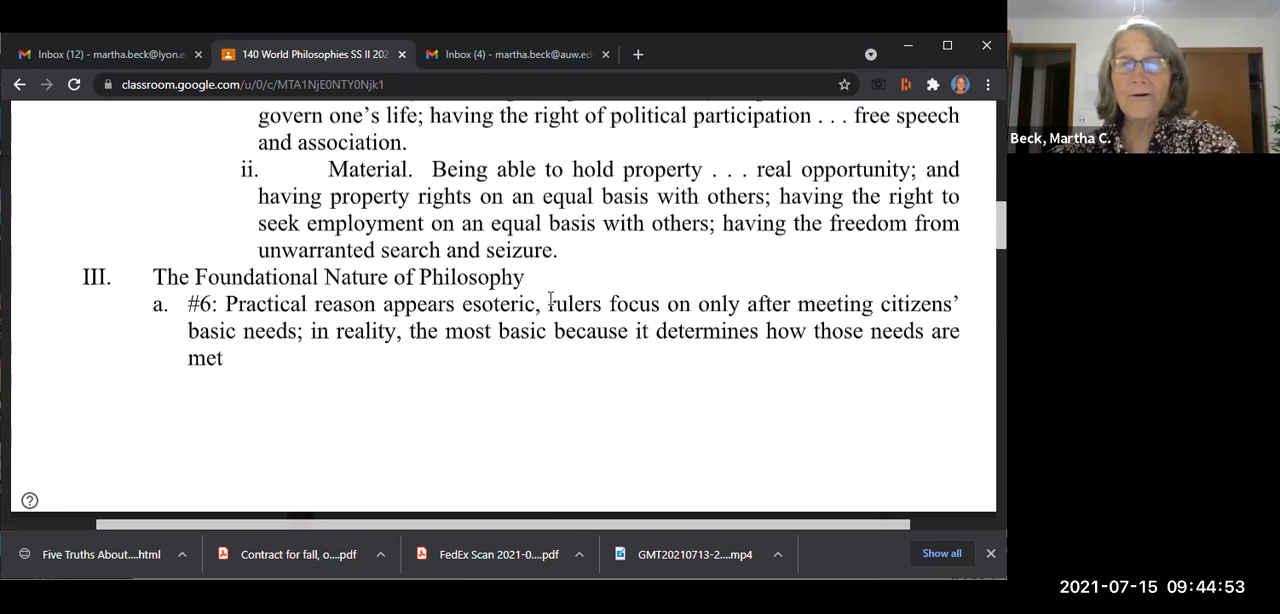 Inbox (12) - martha.beck@lyon.e
140 World Philosophies SS II 202
Inbox (4) - martha.beck@auw.ed
classroom.google.com/u/0/c/MTA1NjE0NTY0Njk1
govern one's life; having the right of political participation . . . free speech
and association.
ii. Material. Being able to hold property . . . real opportunity; and
having property rights on an equal basis with others; having the right to
seek employment on an equal basis with others; having the freedom from
unwarranted search and seizure.
III. The Foundational Nature of Philosophy
a. #6: Practical reason appears esoteric, rulers focus on only after meeting citizens'
basic needs; in reality, the most basic because it determines how those needs are
met
Beck, Martha C.
Five Truths About....html
Contract for fall, o....pdf
FedEx Scan 2021-0....pdf
GMT20210713-2....mp4
Show all
2021-07-15 09:44:53